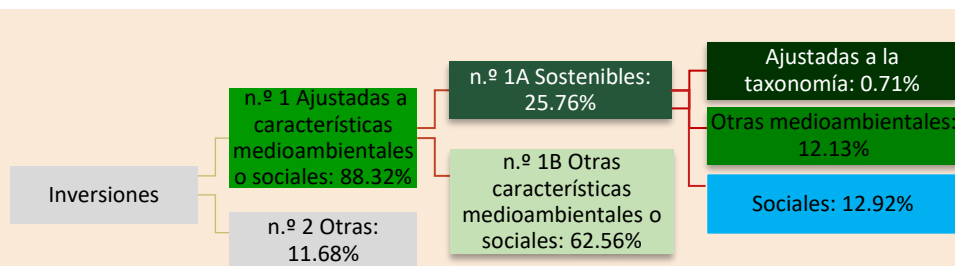 Inversiones
n.º 1 Ajustadas a
características
medioambientales
o sociales: 88.32%
n.º 2 Otras:
11.68%
n.º 1A Sostenibles:
25.76%
n.º 1B Otras
características
medioambientales o
sociales: 62.56%
Ajustadas a la
taxonomía: 0.71%
Otras medioambientales:
12.13%
Sociales: 12.92%